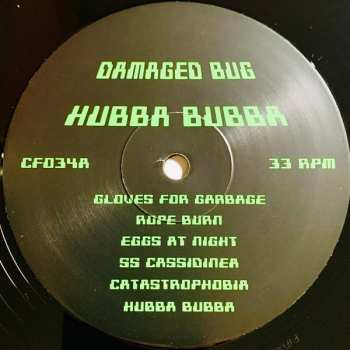 DAMAGED BUG
HUBBA BUBBA
CF034A 33 RPM
GLOVES FOR GARBAGE
ROPE BURN
EGGS AT NIGHT
SS CASSIDINEA
CATASTROPHOBIA
HUBBA BUBBA